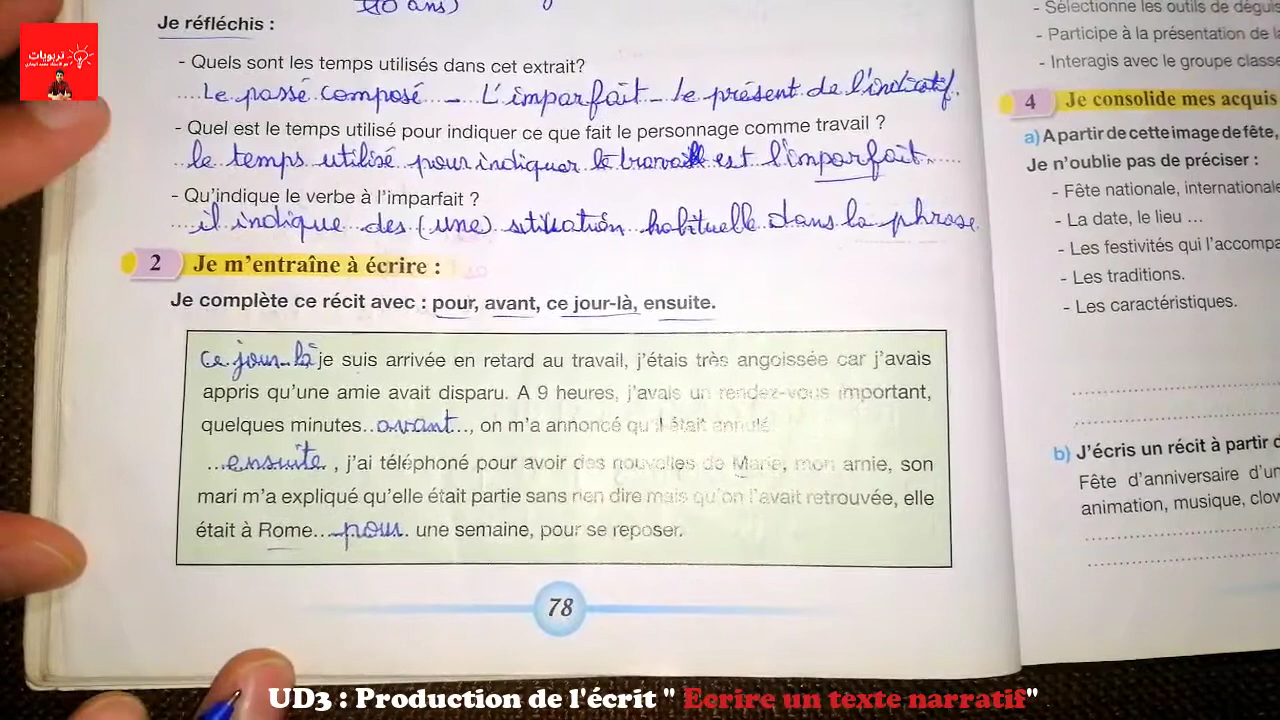 (10 ans)
Je réfléchis :
تربويات
- Quels sont les temps utilisés dans cet extrait?
Le passé composé - L'imparfait - le présent de l'indicatif.
- Quel est le temps utilisé pour indiquer ce que fait le personnage comme travail ?
le temps utilisé pour indiquer le travail est l'imparfait.
- Qu'indique le verbe à l'imparfait ?
il indique des (une) situation habituelle dans la phrase.
2 Je m'entraîne à écrire :
Je complète ce récit avec : pour, avant, ce jour-là, ensuite.
ce jour-là je suis arrivée en retard au travail, j'étais très angoissée car j'avais
appris qu'une amie avait disparu. A 9 heures, j'avais un rendez-vous important,
quelques minutes..avant..., on m'a annoncé qu'il était annulé.
...ensuite. , j'ai téléphoné pour avoir des nouvelles de Marie, mon amie, son
mari m'a expliqué qu'elle était partie sans rien dire mais qu'on l'avait retrouvée, elle
était à Rome...pour. une semaine, pour se reposer.
78
- Sélectionne les outils de dégui
- Participe à la présentation de la
- Interagis avec le groupe classe
4 Je consolide mes acquis
a) A partir de cette image de fête,
Je n'oublie pas de préciser :
- Fête nationale, internationale
- La date, le lieu ...
- Les festivités qui l'accompa
- Les traditions.
- Les caractéristiques.
b) J'écris un récit à partir d
Fête d'anniversaire d'un
animation, musique, clow
UD3 : Production de l'écrit " Ecrire un texte narratif"